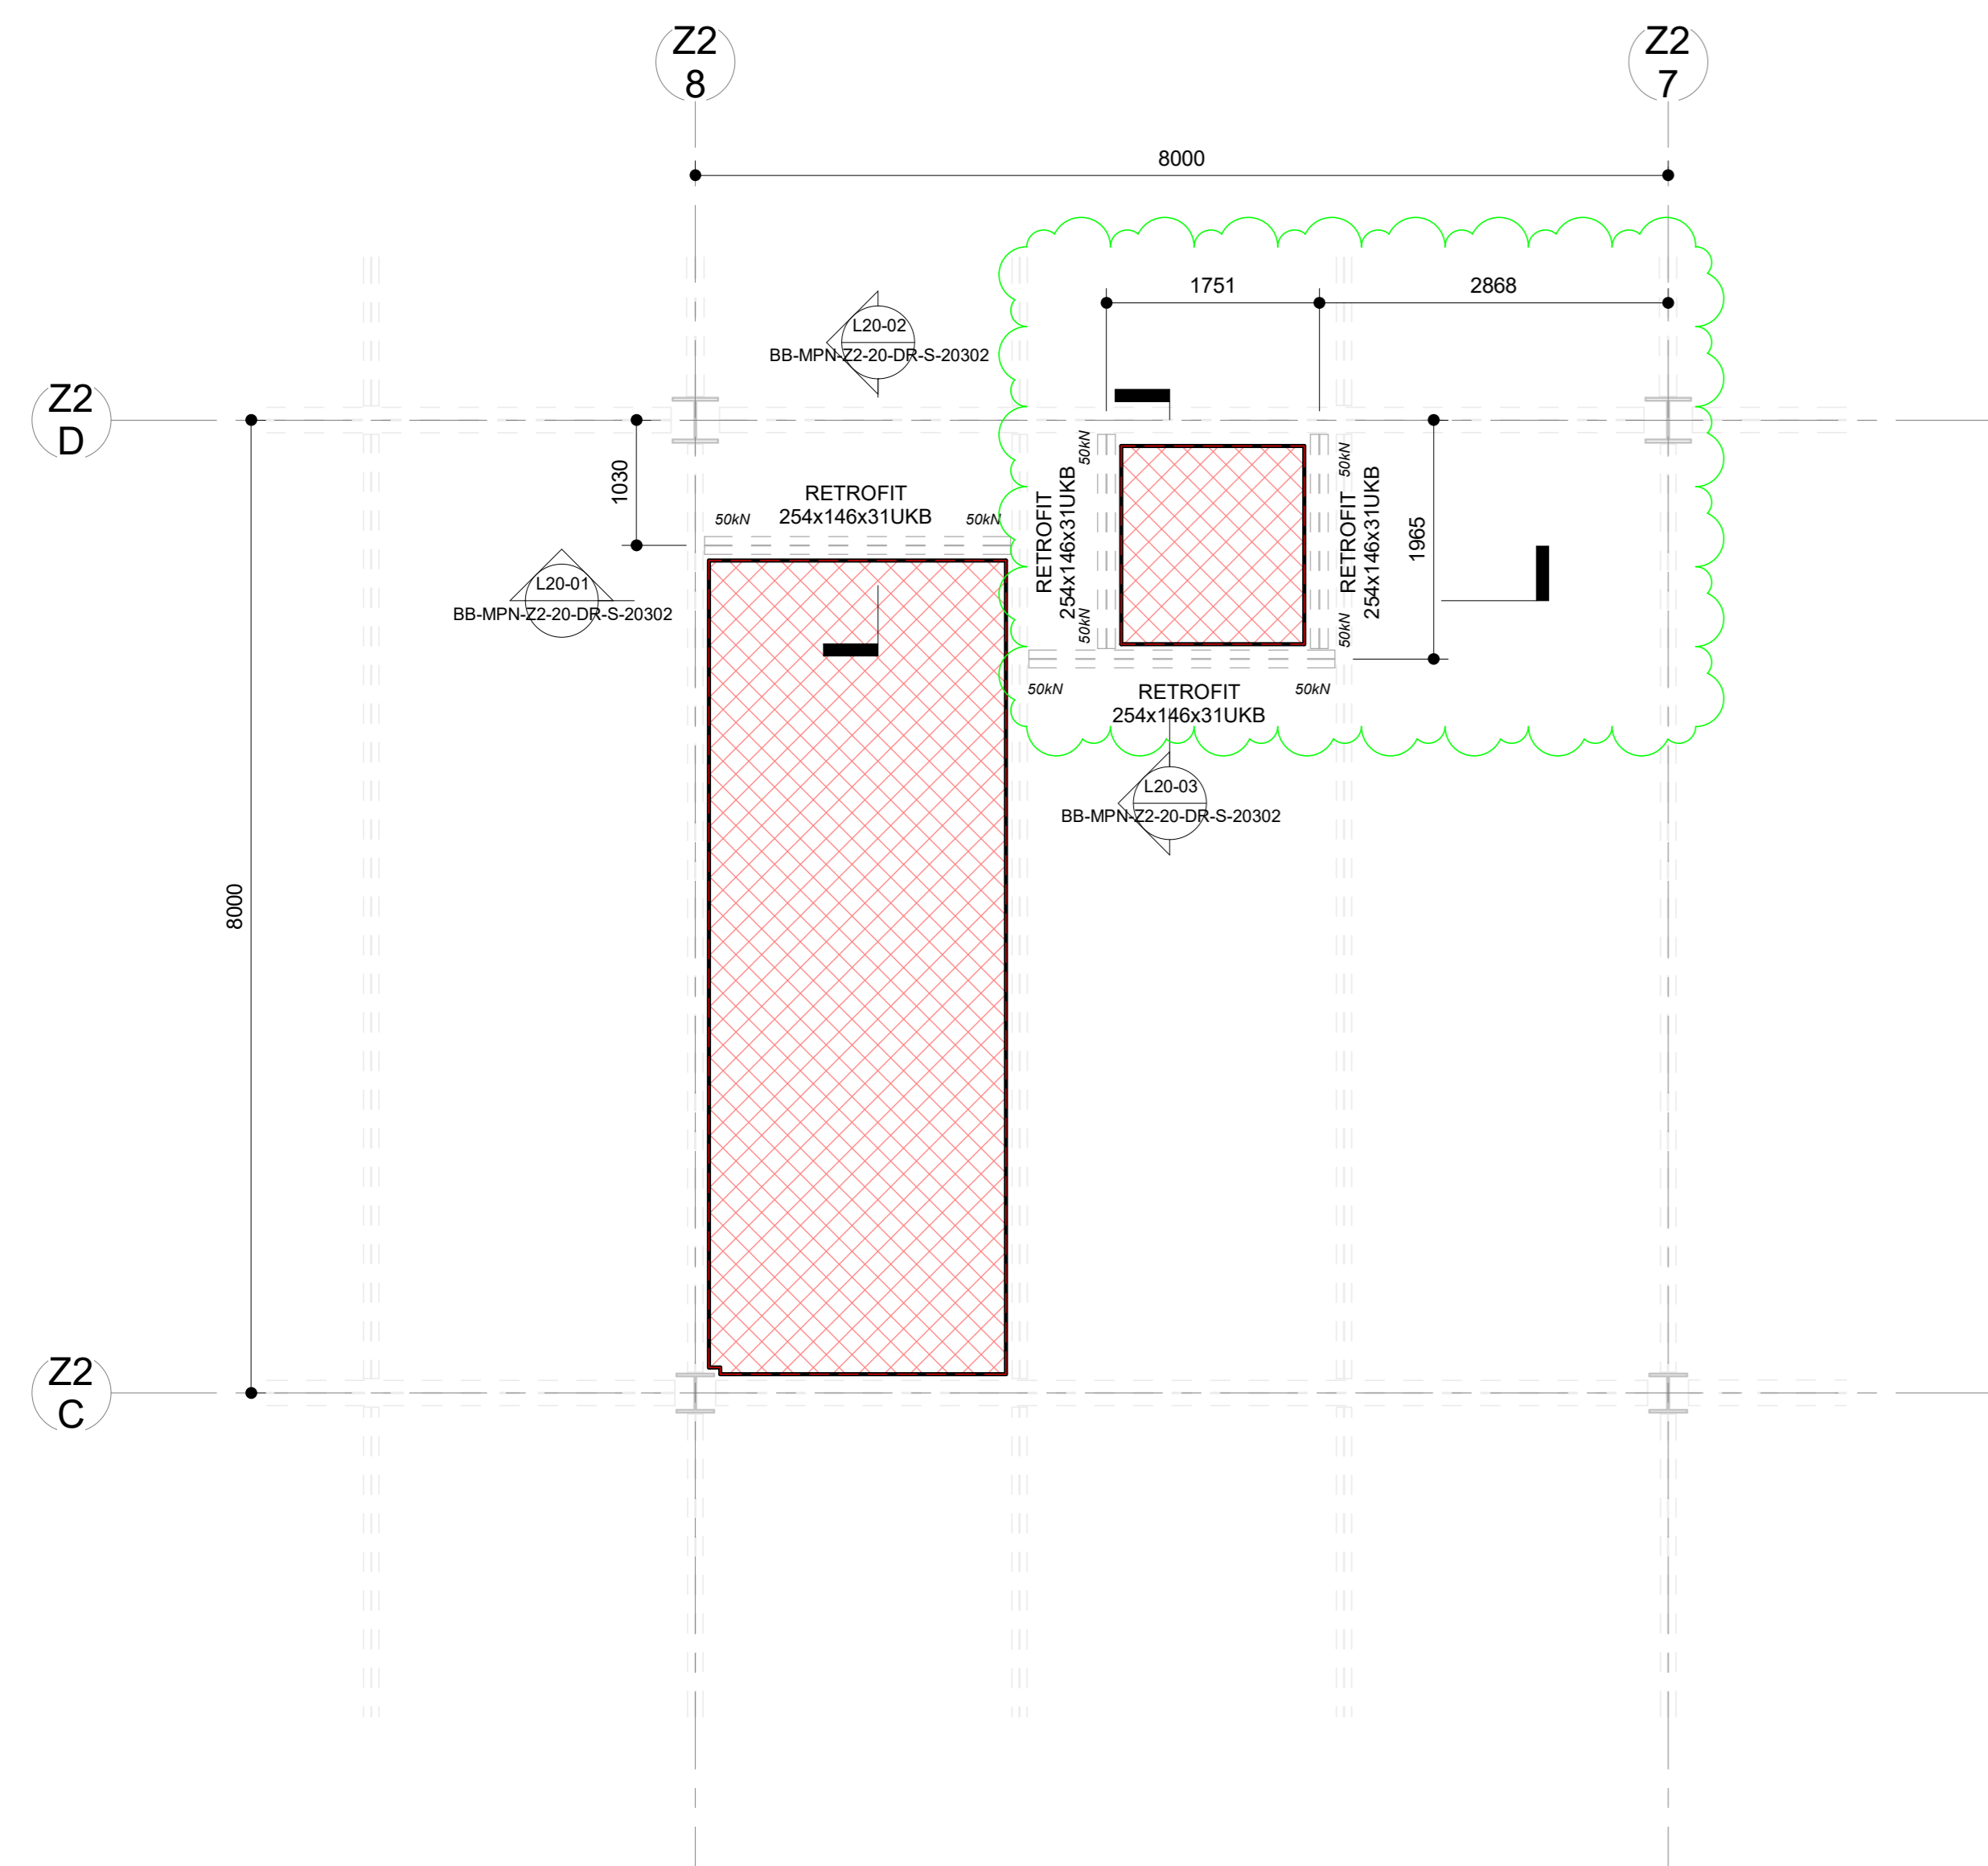 Z2
8
Z2
7
8000
1751
2868
L20-02
BB-MPN-Z2-20-DR-S-20302
Z2
D
1030
RETROFIT
254x146x31UKB
50kN
50kN
50kN
50kN
RETROFIT
254x146x31UKB
50kN
50kN
RETROFIT
254x146x31UKB
1965
L20-01
BB-MPN-Z2-20-DR-S-20302
50kN
50kN
RETROFIT
254x146x31UKB
L20-03
BB-MPN-Z2-20-DR-S-20302
8000
Z2
C